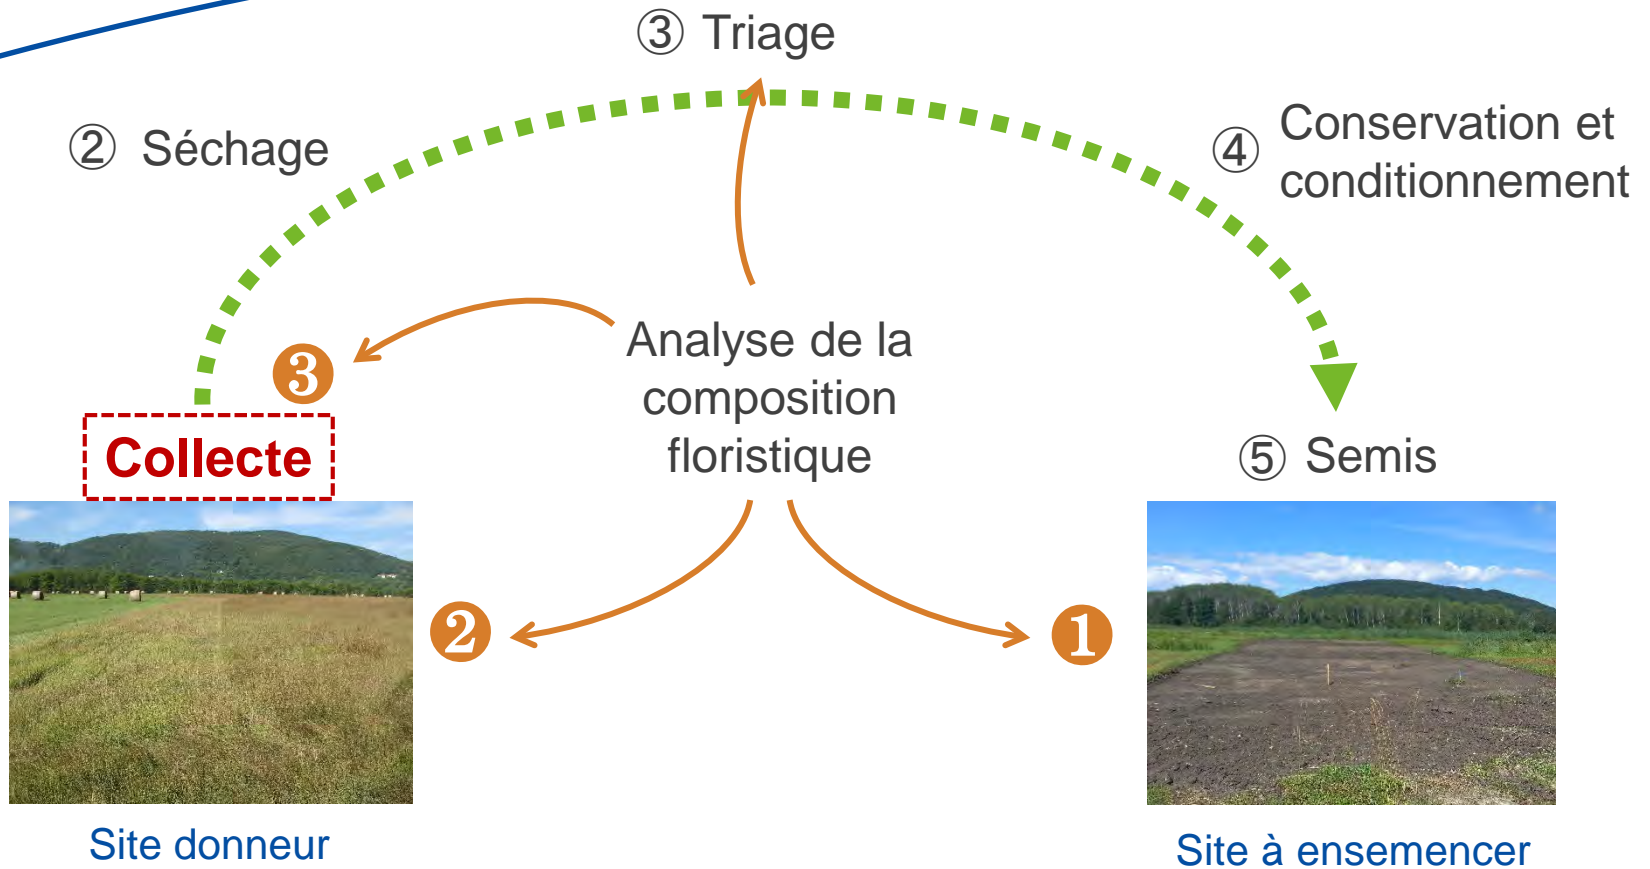 ③ Triage
② Séchage
④ Conservation et
conditionnement
Analyse de la
composition
floristique
❸
Collecte
⑤ Semis
❷
❶
Site donneur
Site à ensemencer